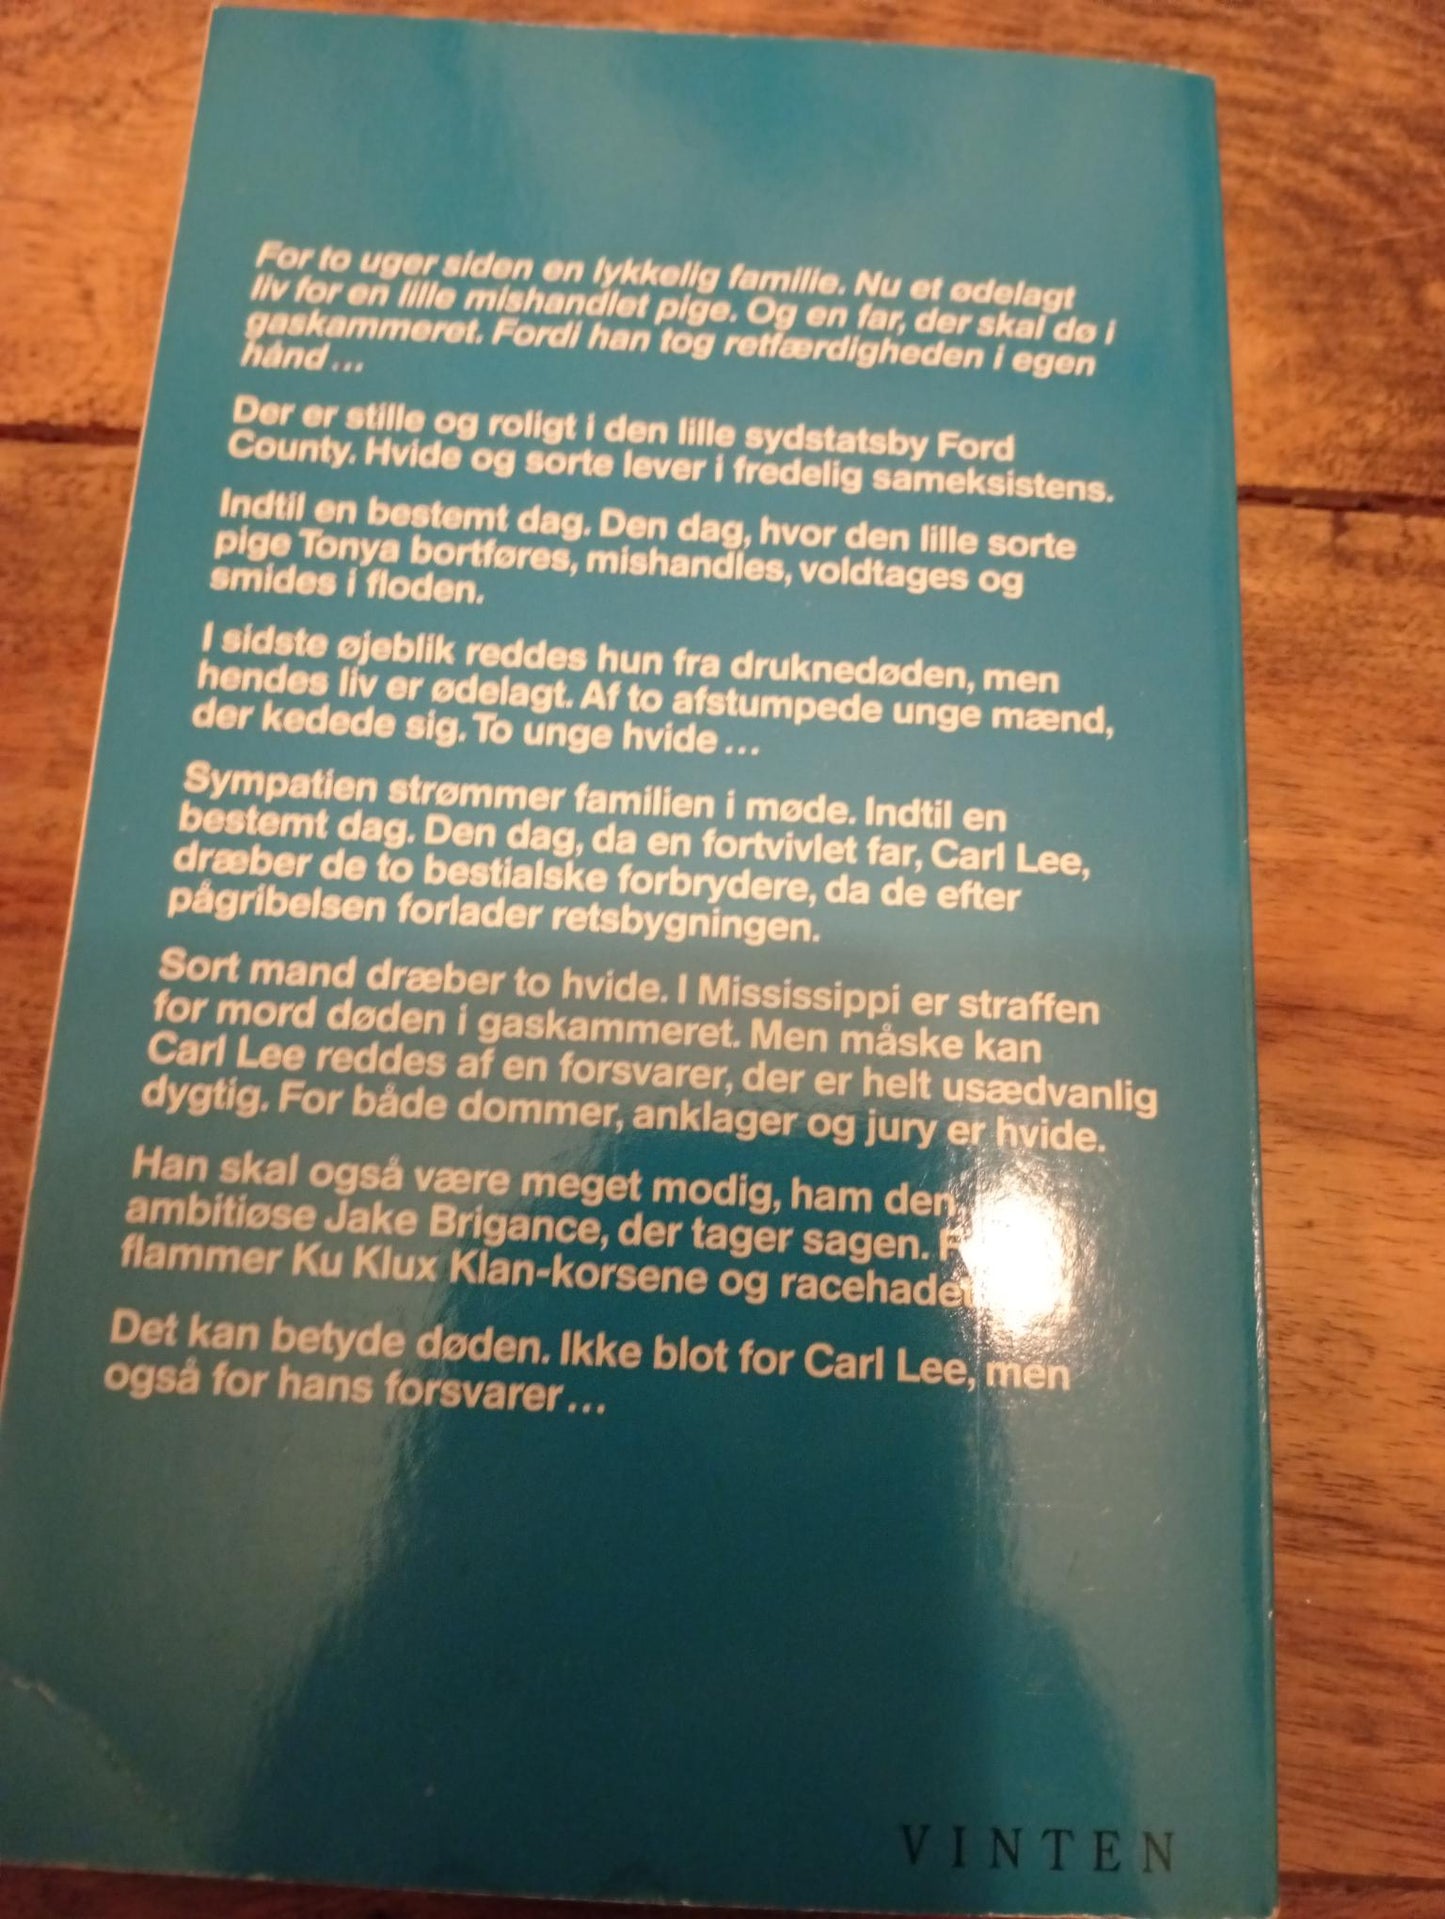 For to uger siden en lykkelig familie. Nu et ødelagt
liv for en lille mishandlet pige. Og en far, der skal dø i
gaskammeret. Fordi han tog retfærdigheden i egen
hånd...
Der er stille og roligt i den lille sydstatsby Ford
County. Hvide og sorte lever i fredelig sameksistens.
Indtil en bestemt dag. Den dag, hvor den lille sorte
pige Tonya bortføres, mishandles, voldtages og
smides i floden.
I sidste øjeblik reddes hun fra druknedøden, men
hendes liv er ødelagt. Af to afstumpede unge mænd,
der kedede sig. To unge hvide...
Sympatien strømmer familien i møde. Indtil en
bestemt dag. Den dag, da en fortvivlet far, Carl Lee,
dræber de to bestialske forbrydere, da de efter
pågribelsen forlader retsbygningen.
Sort mand dræber to hvide. I Mississippi er straffen
for mord døden i gaskammeret. Men måske kan
Carl Lee reddes af en forsvarer, der er helt usædvanlig
dygtig. For både dommer, anklager og jury er hvide.
Han skal også være meget modig, ham den
ambitiøse Jake Brigance, der tager sagen.
flammer Ku Klux Klan-korsene og racehadet
Det kan betyde døden. Ikke blot for Carl Lee, men
også for hans forsvarer...
VINTEN